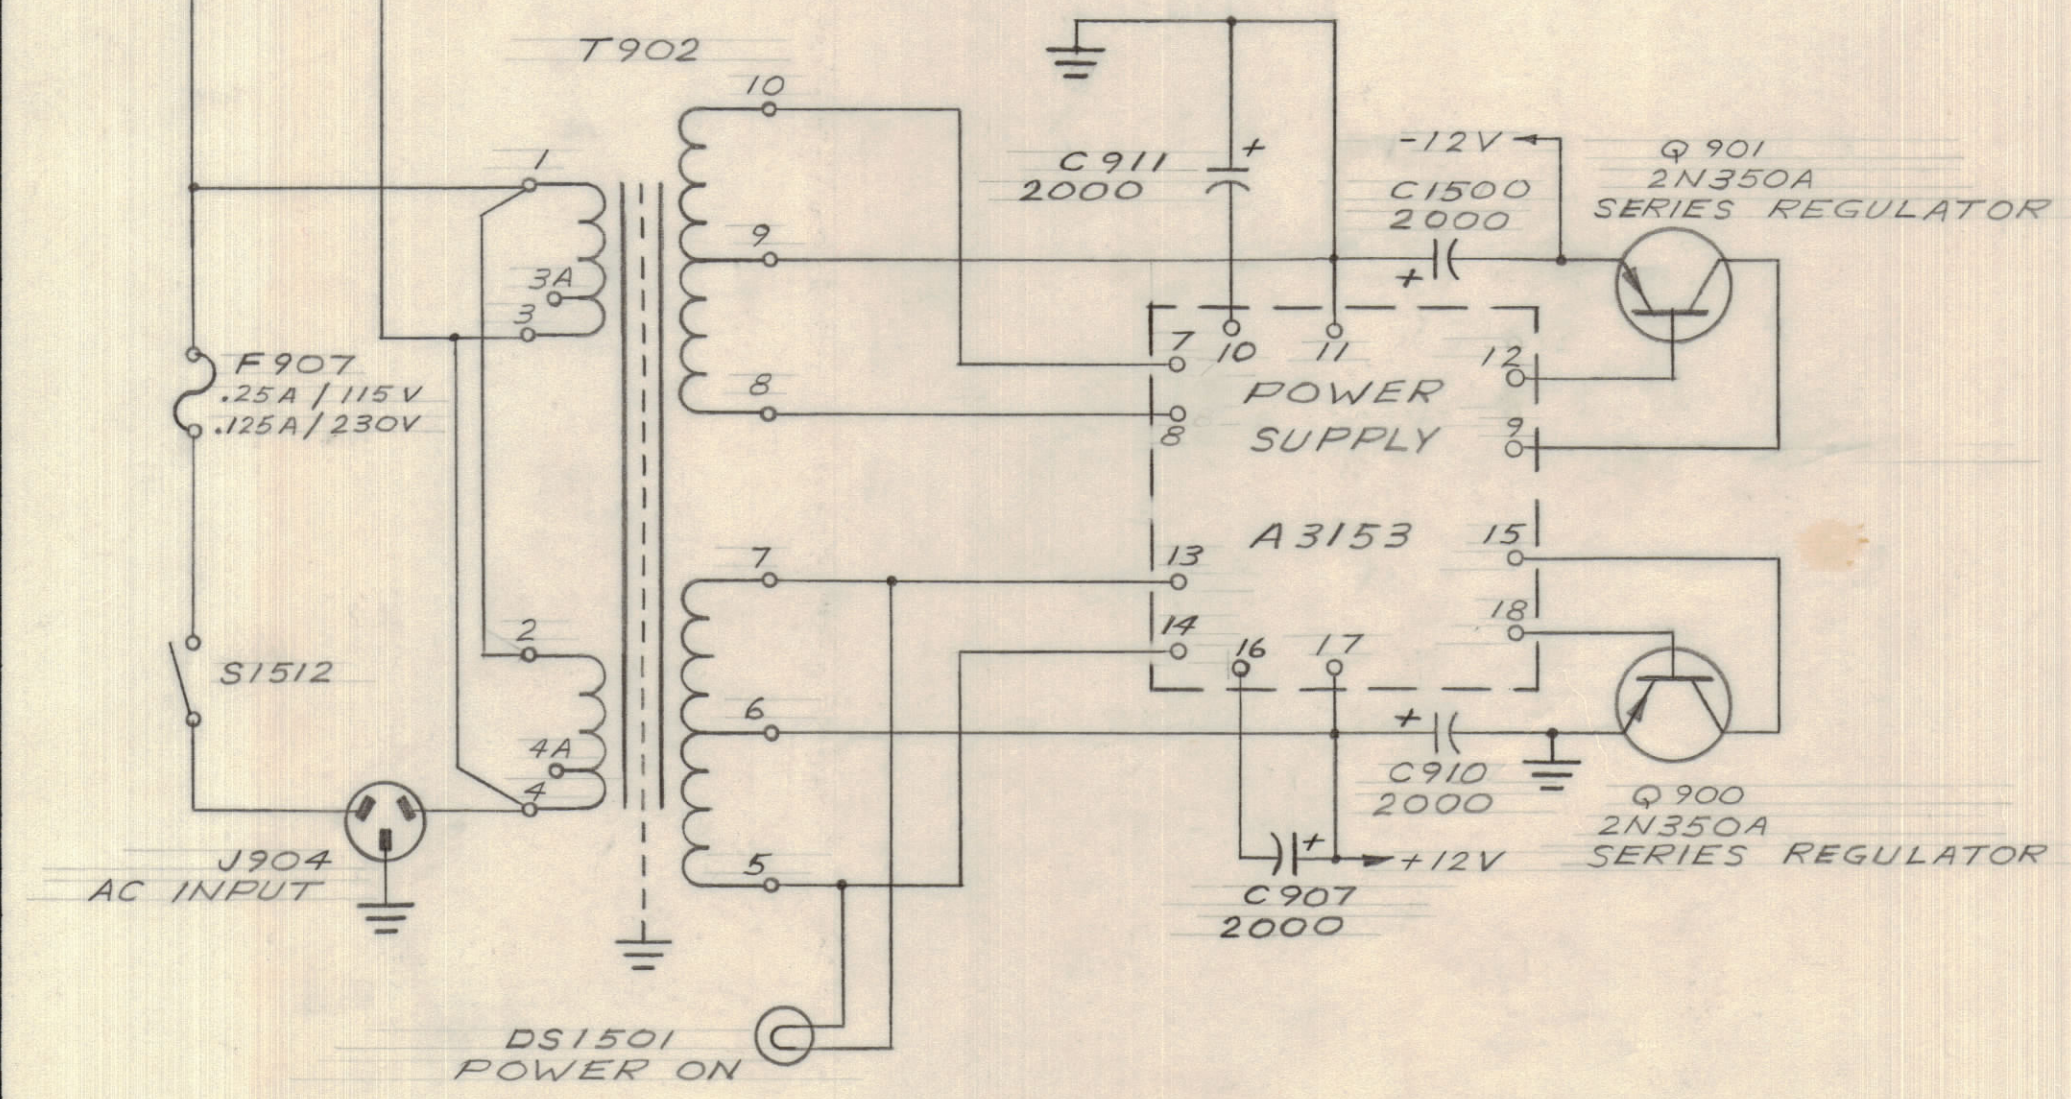 T902
10
1
9
3A
3
8
F907
.25A/115V
.125A/230V
C911
2000
-12V
C1500
2000
+
+
Q901
2N350A
SERIES REGULATOR
7
10
11
12
8
9
POWER
SUPPLY
A3153
13
14
15
16
17
18
7
2
6
S1512
4A
4
5
J904
AC INPUT
+
C910
2000
+
+12V
C907
2000
Q900
2N350A
SERIES REGULATOR
DS1501
POWER ON